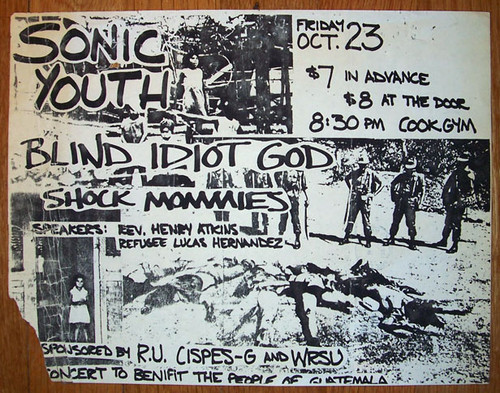 SONIC
YOUTH
FRIDAY
OCT. 23
$7 IN ADVANCE
$8 AT THE DOOR
8:30 PM COOK GYM
BLIND IDIOT GOD
SHOCK MOMMIES
SPEAKERS: REV. HENRY ATKINS
REFUGEE LUCAS HERNANDEZ
SPONSORED BY R.U. CISPES-G AND WRSU
ONCERT TO BENIFIT THE PEOPLE OF GUATEMALA